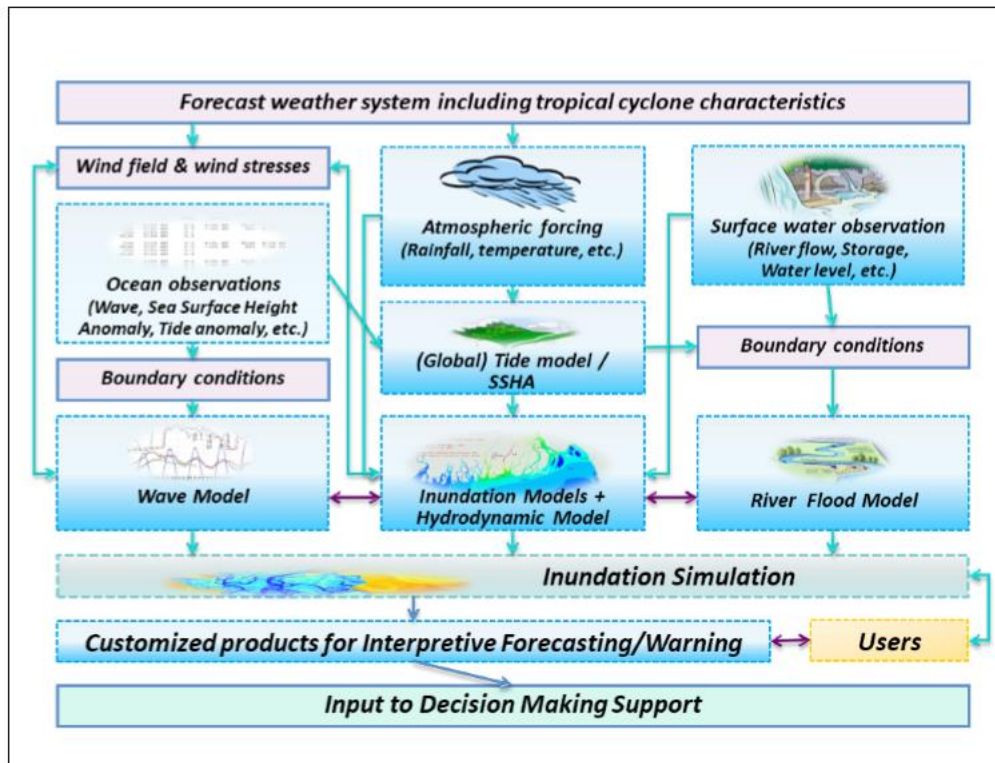 Forecast weather system including tropical cyclone characteristics
Wind field & wind stresses
Atmospheric forcing
(Rainfall, temperature, etc.)
Surface water observation
(River flow, Storage,
Water level, etc.)
Ocean observations
(Wave, Sea Surface Height
Anomaly, Tide anomaly, etc.)
(Global) Tide model /
SSHA
Boundary conditions
Boundary conditions
Wave Model
Inundation Models +
Hydrodynamic Model
River Flood Model
Inundation Simulation
Customized products for Interpretive Forecasting/Warning
Users
Input to Decision Making Support